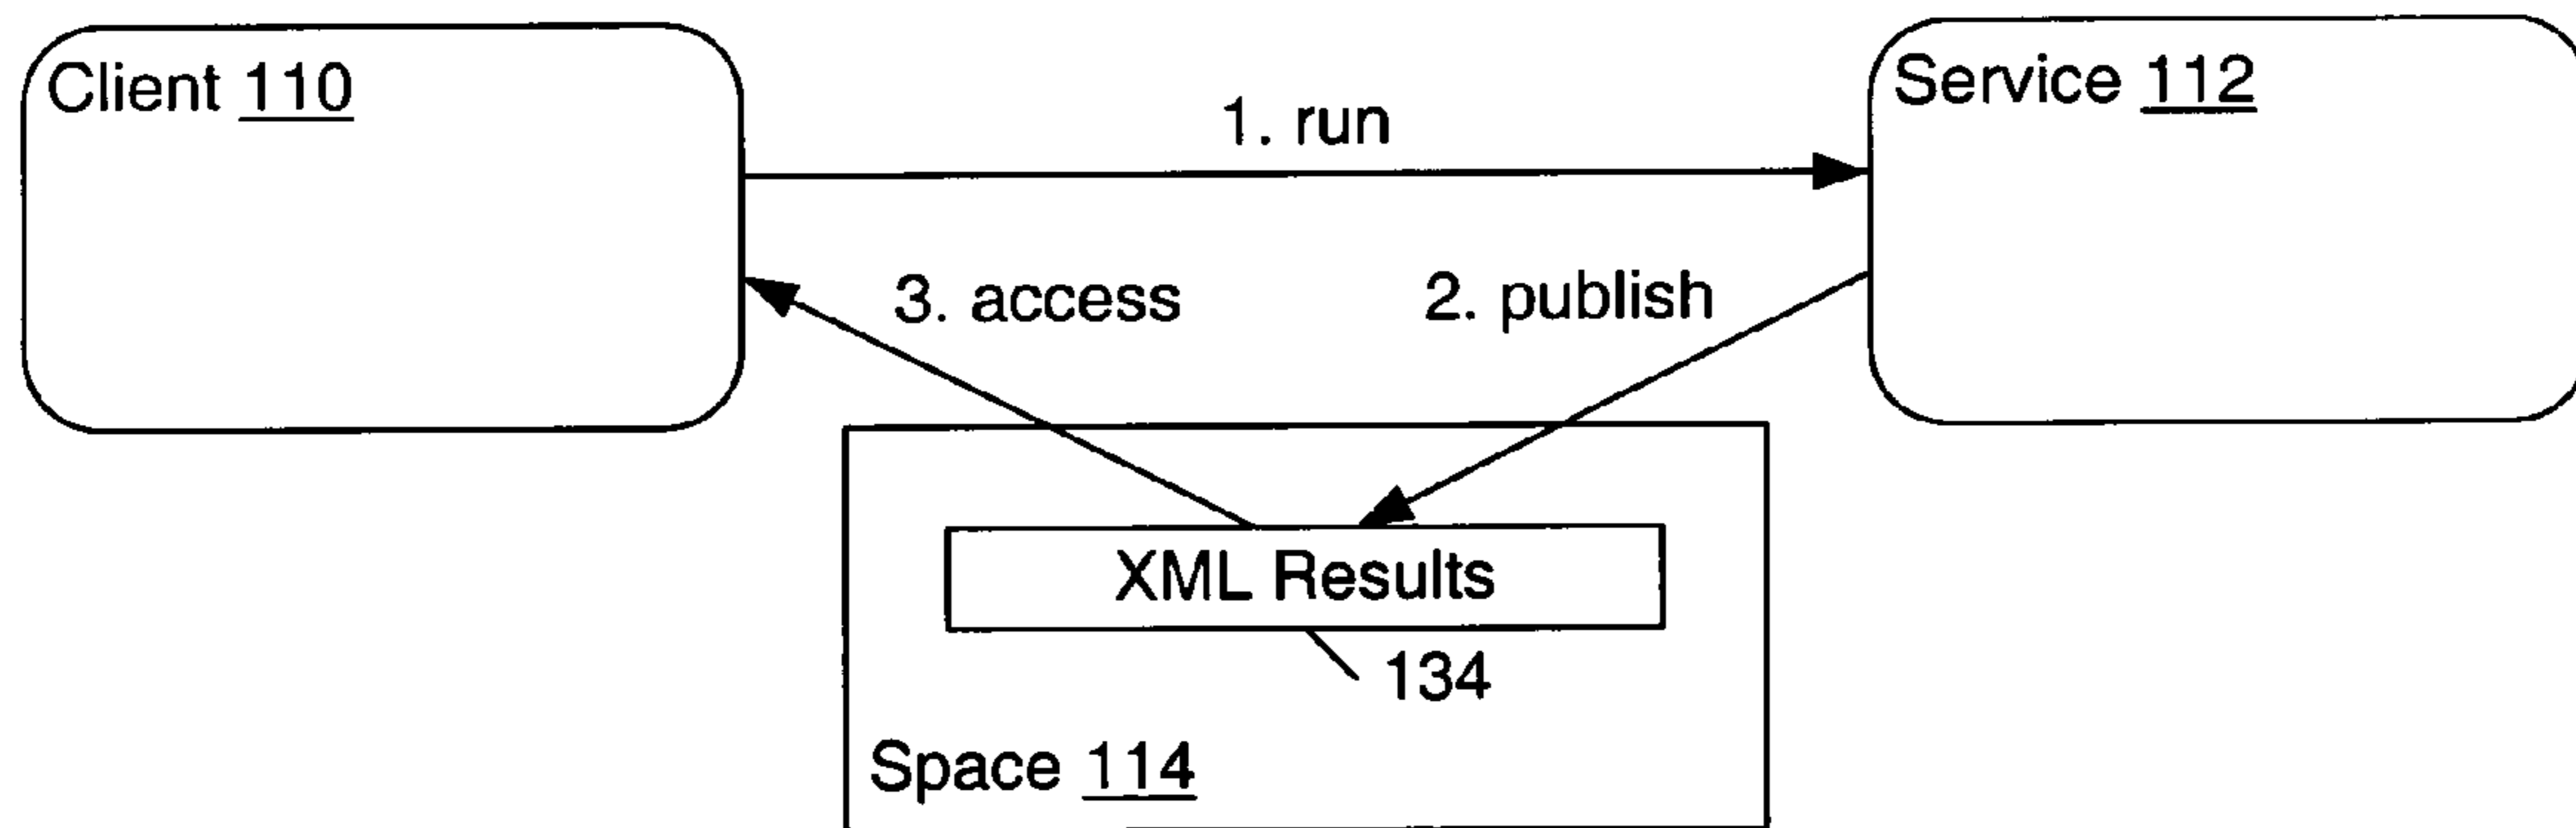 Client 110
Service 112
1. run
3. access
2. publish
XML Results
134
Space 114